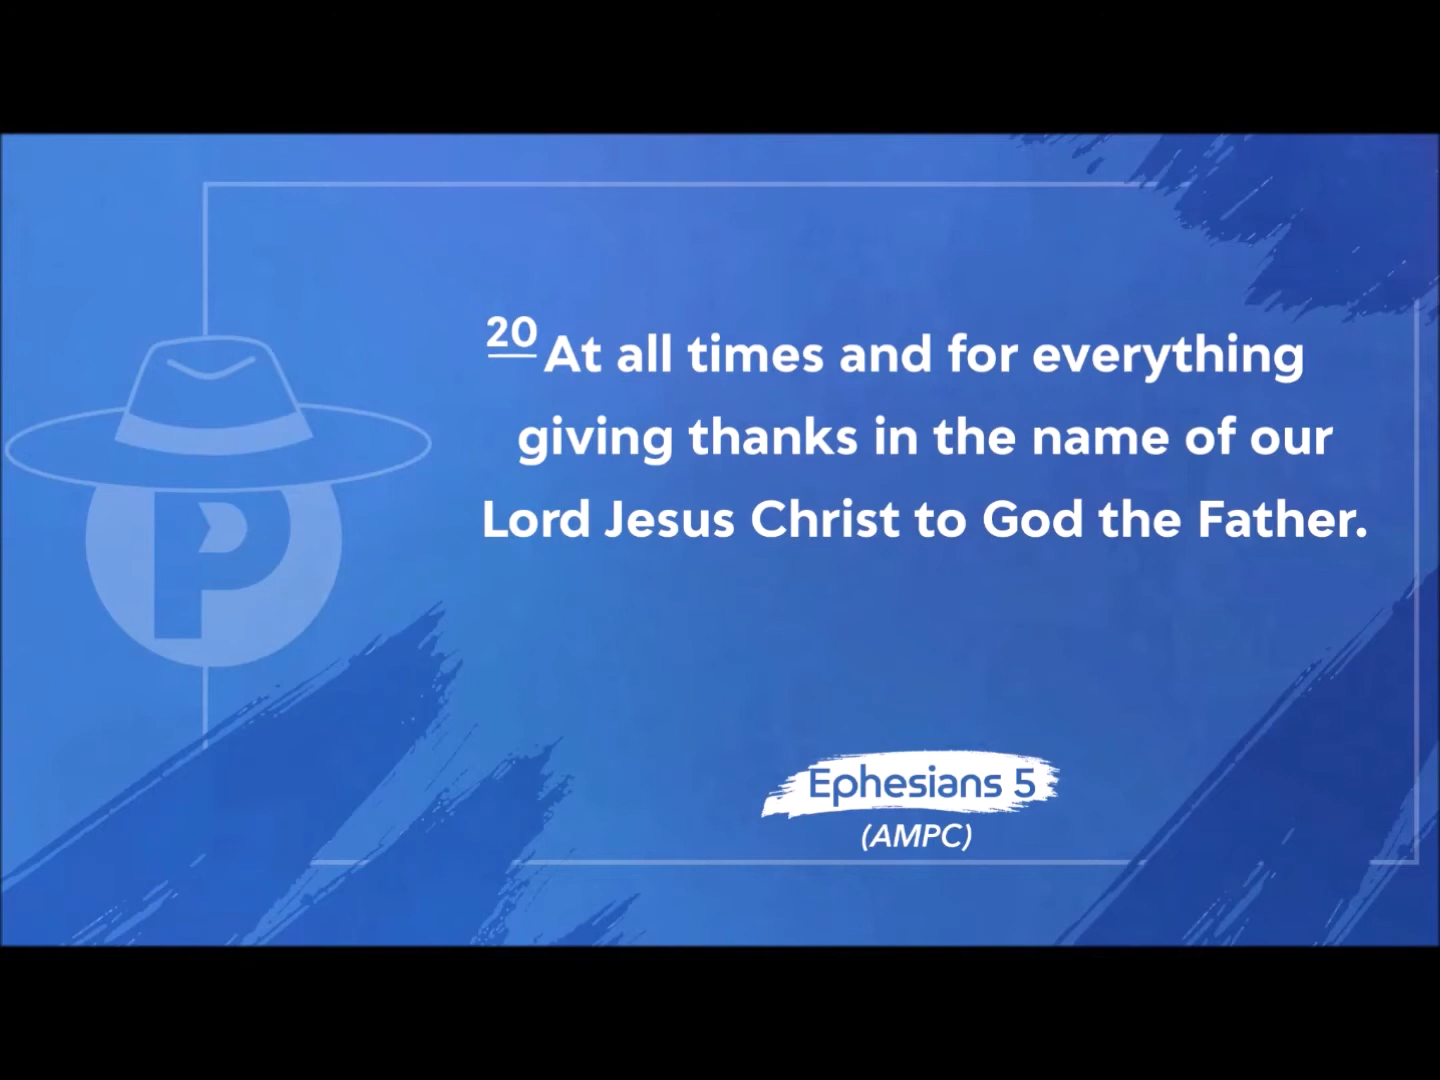 20 At all times and for everything
giving thanks in the name of our
Lord Jesus Christ to God the Father.
P
Ephesians 5
(AMPC)